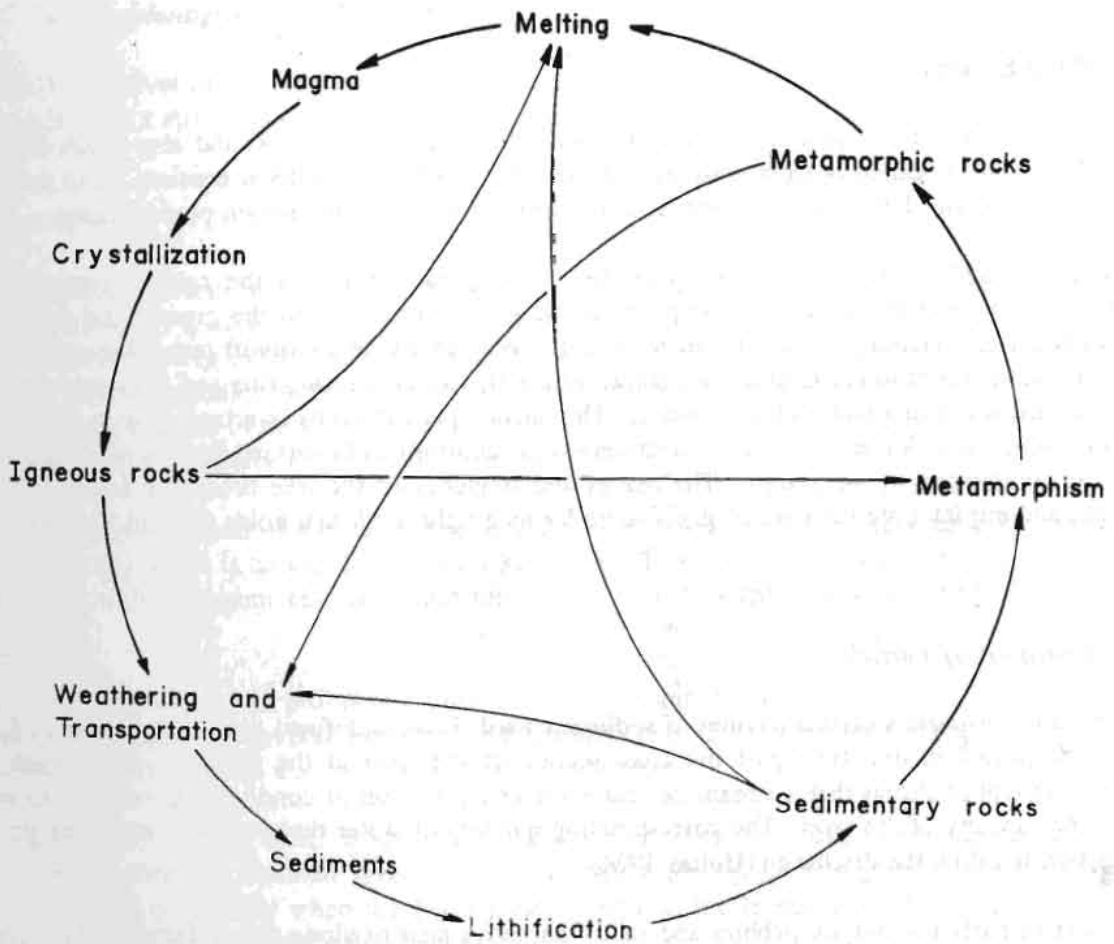 Melting
Magma
Metamorphic rocks
Crystallization
Igneous rocks
Metamorphism
Weathering and
Transportation
Sedimentary rocks
Sediments
Lithification